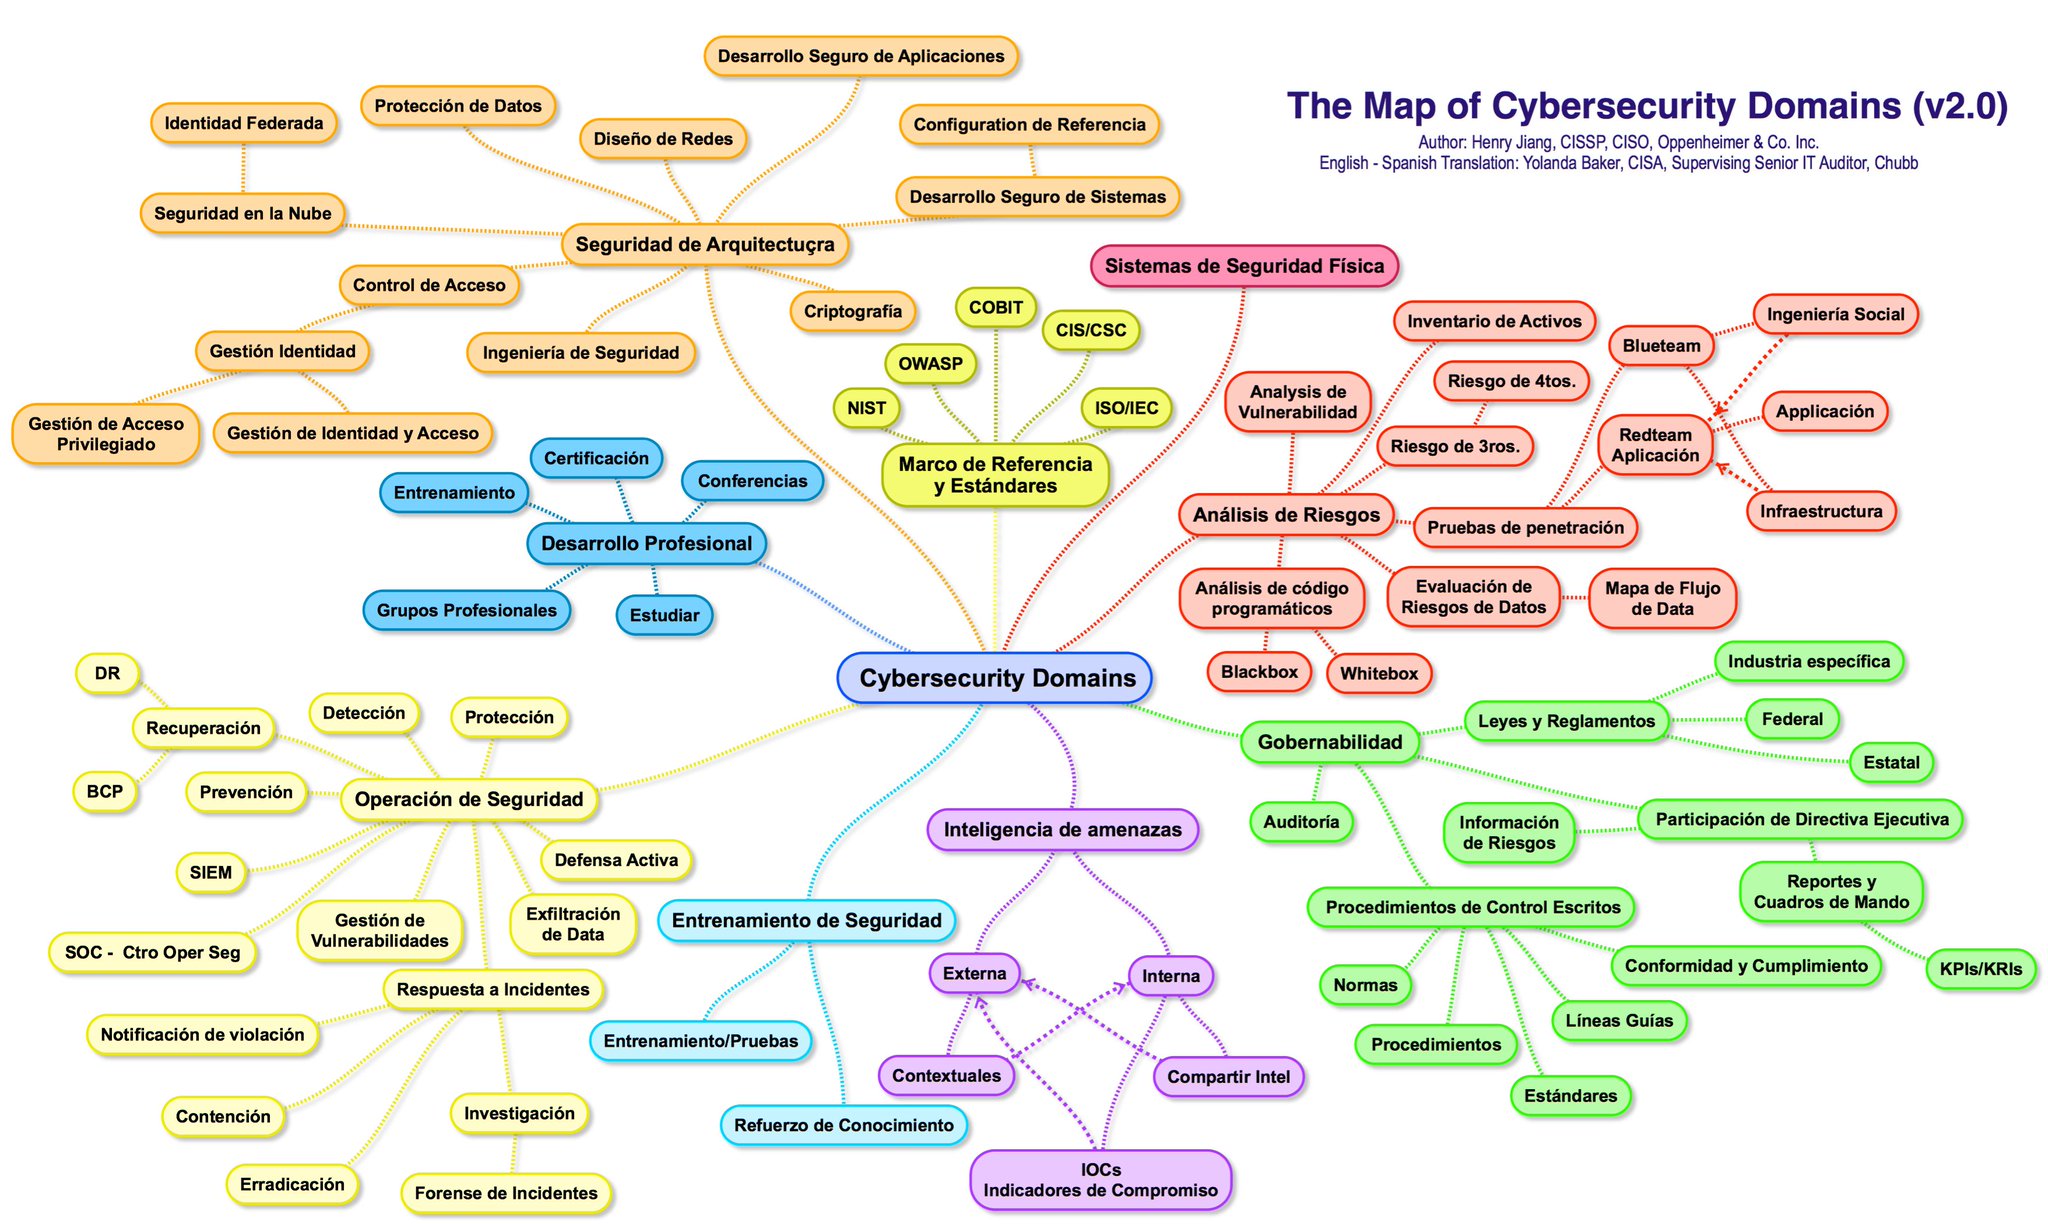 The Map of Cybersecurity Domains (v2.0)
Author: Henry Jiang, CISSP, CISO, Oppenheimer & Co. Inc.
English - Spanish Translation: Yolanda Baker, CISA, Supervising Senior IT Auditor, Chubb
Desarrollo Seguro de Aplicaciones
Protección de Datos
Identidad Federada
Diseño de Redes
Configuration de Referencia
Seguridad en la Nube
Desarrollo Seguro de Sistemas
Seguridad de Arquitectuçra
Control de Acceso
Criptografía
Gestión Identidad
Ingeniería de Seguridad
Gestión de Acceso
Privilegiado
Gestión de Identidad y Acceso
Sistemas de Seguridad Física
COBIT
CIS/CSC
OWASP
NIST
ISO/IEC
Marco de Referencia
y Estándares
Inventario de Activos
Ingeniería Social
Blueteam
Riesgo de 4tos.
Analysis de
Vulnerabilidad
Applicación
Redteam
Aplicación
Riesgo de 3ros.
Análisis de Riesgos
Pruebas de penetración
Infraestructura
Análisis de código
programáticos
Evaluación de
Riesgos de Datos
Mapa de Flujo
de Data
Blackbox
Whitebox
Certificación
Entrenamiento
Conferencias
Desarrollo Profesional
Grupos Profesionales
Estudiar
Cybersecurity Domains
DR
Recuperación
Detección
Protección
BCP
Prevención
Operación de Seguridad
SIEM
Defensa Activa
Gestión de
Vulnerabilidades
Exfiltración
de Data
SOC - Ctro Oper Seg
Respuesta a Incidentes
Notificación de violación
Contención
Investigación
Erradicación
Forense de Incidentes
Entrenamiento de Seguridad
Entrenamiento/Pruebas
Refuerzo de Conocimiento
Inteligencia de amenazas
Externa
Interna
Contextuales
Compartir Intel
IOCs
Indicadores de Compromiso
Industria específica
Leyes y Reglamentos
Federal
Gobernabilidad
Estatal
Auditoría
Información
de Riesgos
Participación de Directiva Ejecutiva
Reportes y
Cuadros de Mando
Procedimientos de Control Escritos
Conformidad y Cumplimiento
KPIs/KRIs
Normas
Líneas Guías
Procedimientos
Estándares